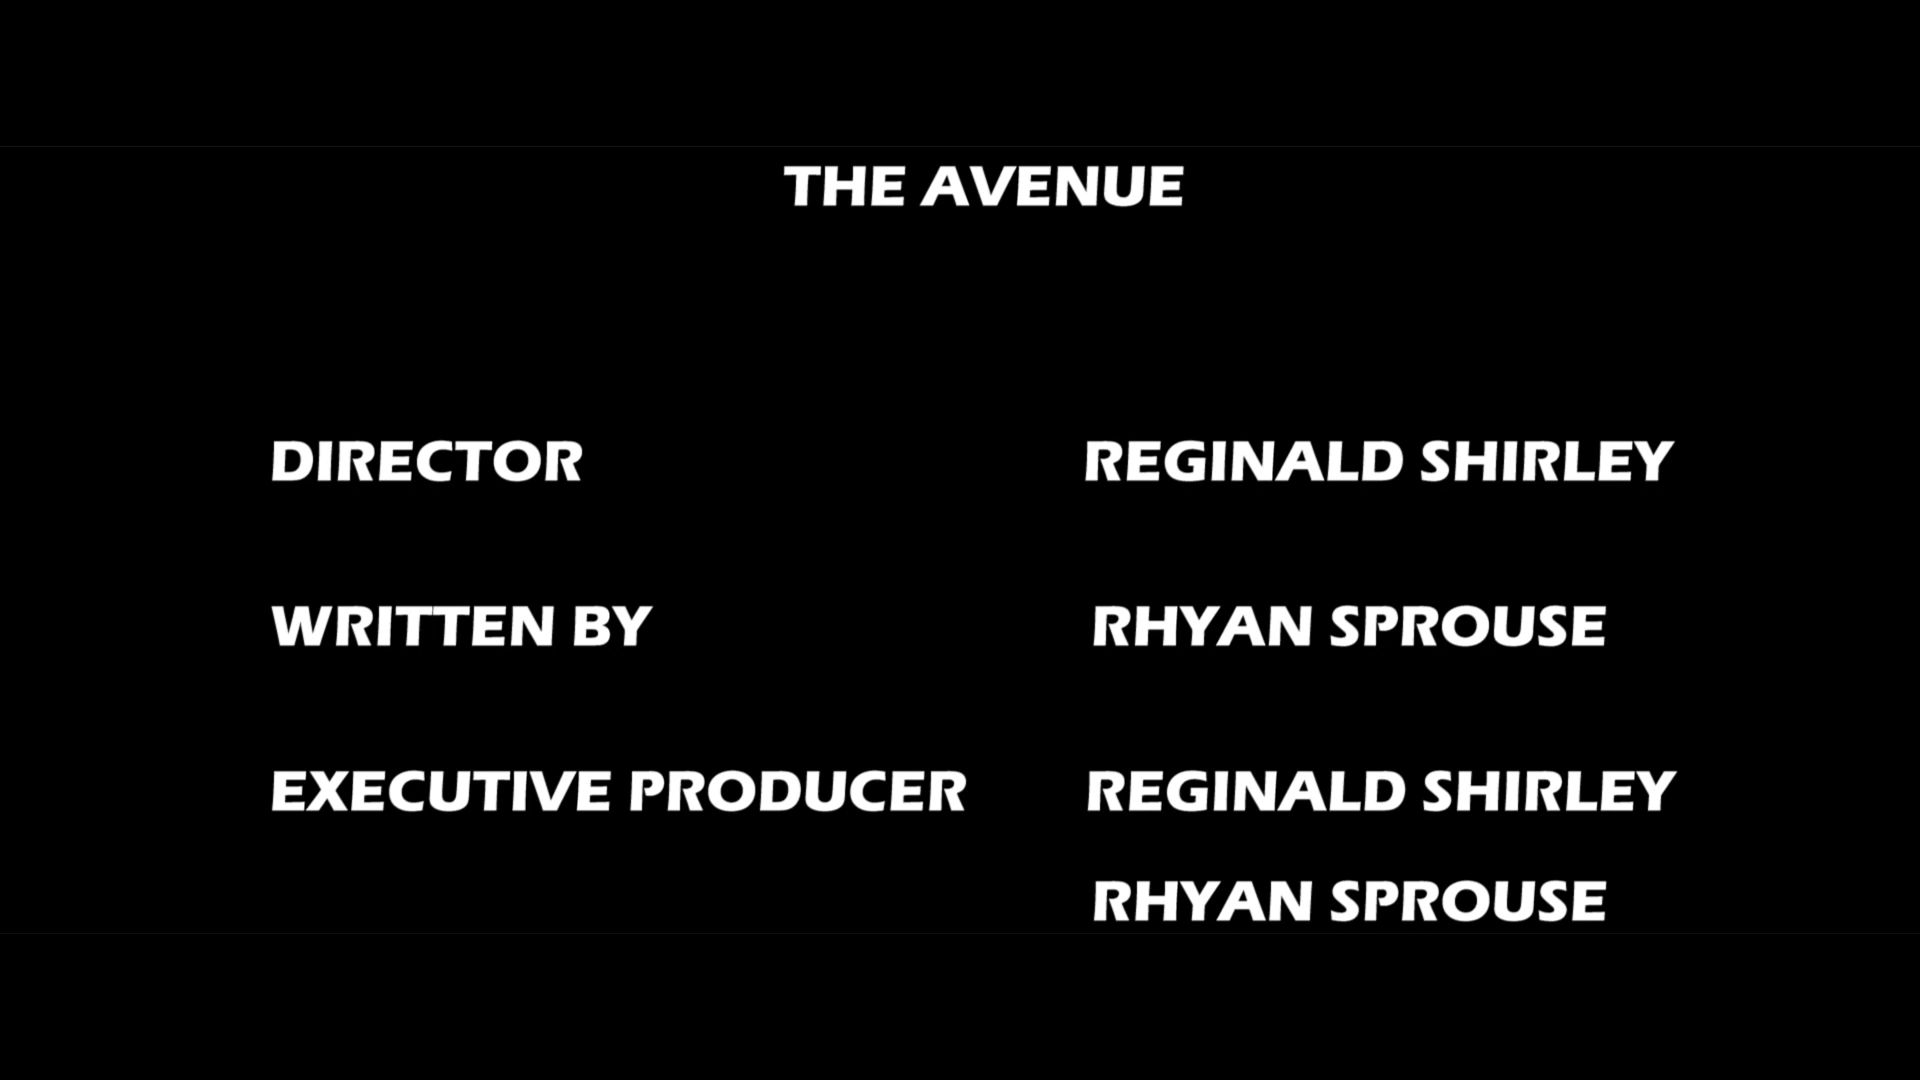 THE AVENUE
DIRECTOR REGINALD SHIRLEY
WRITTEN BY RHYAN SPROUSE
EXECUTIVE PRODUCER REGINALD SHIRLEY
RHYAN SPROUSE